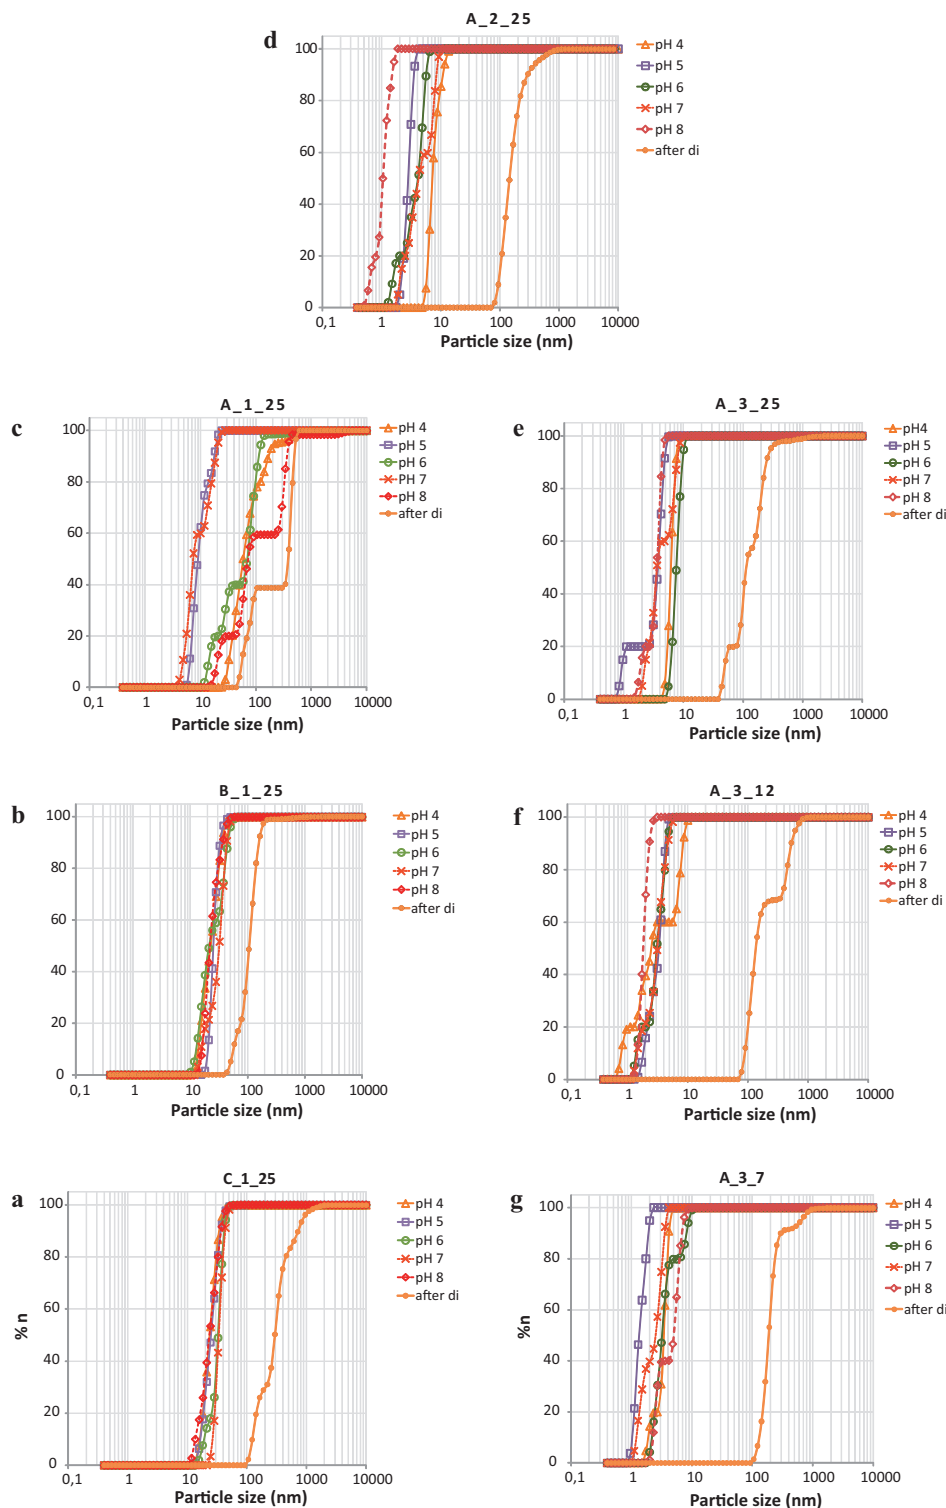 d
A_2_25
100
80
60
40
20
0
0,1 1 10 100 1000 10000
Particle size (nm)
pH 4
pH 5
pH 6
pH 7
pH 8
after di
c
A_1_25
100
80
60
40
20
0
0,1 1 10 100 1000 10000
Particle size (nm)
pH 4
pH 5
pH 6
PH 7
pH 8
after di
e
A_3_25
100
80
60
40
20
0
0,1 1 10 100 1000 10000
Particle size (nm)
pH4
pH 5
pH 6
pH 7
pH 8
after di
b
B_1_25
100
80
60
40
20
0
0,1 1 10 100 1000 10000
Particle size (nm)
pH 4
pH 5
pH 6
pH 7
pH 8
after di
f
A_3_12
100
80
60
40
20
0
0,1 1 10 100 1000 10000
Particle size (nm)
pH 4
pH 5
pH 6
pH 7
pH 8
after di
a
C_1_25
%n
100
80
60
40
20
0
0,1 1 10 100 1000 10000
Particle size (nm)
pH 4
pH 5
pH 6
pH 7
pH 8
after di
g
A_3_7
%n
100
80
60
40
20
0
0,1 1 10 100 1000 10000
Particle size (nm)
pH 4
pH 5
pH 6
pH 7
pH 8
after di